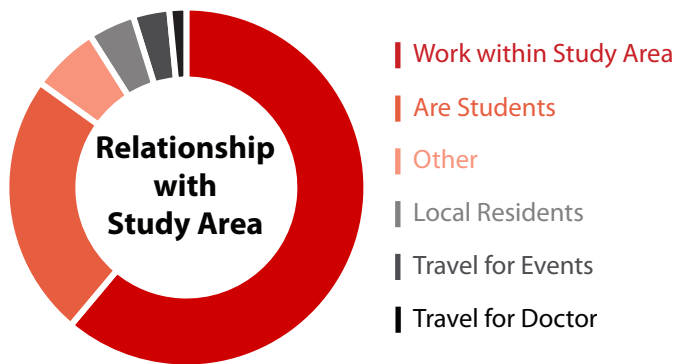 Relationship
with
Study Area
Work within Study Area
Are Students
Other
Local Residents
Travel for Events
Travel for Doctor